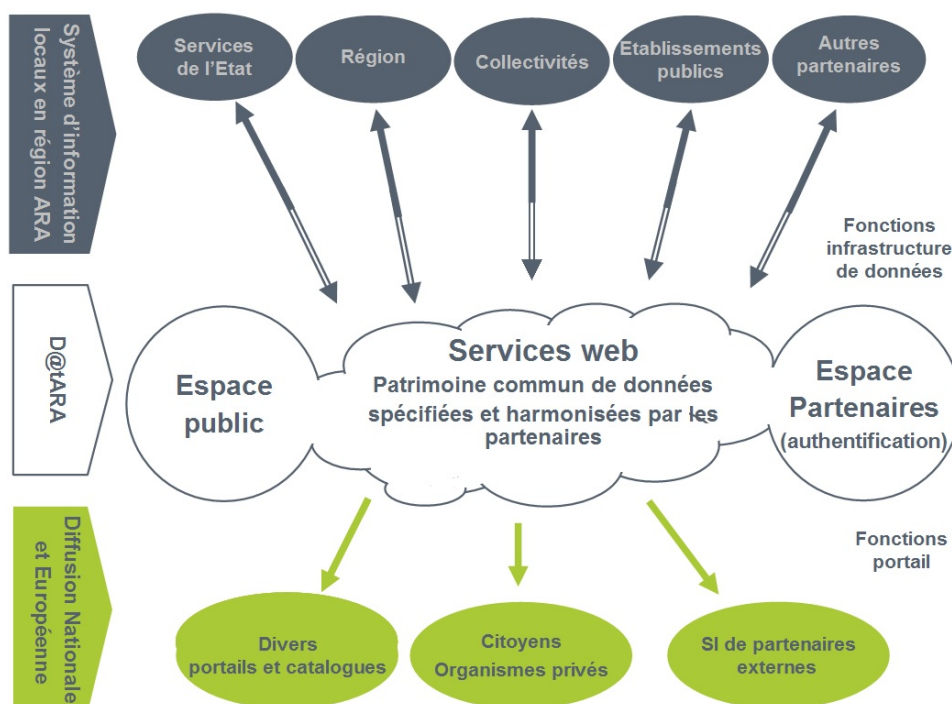 Système d'information
locaux en région ARA
Services
de l'Etat
Région
Collectivités
Etablissements
publics
Autres
partenaires
Fonctions
infrastructure
de données
D@tARA
Espace
public
Services web
Patrimoine commun de données
spécifiées et harmonisées par les
partenaires
Espace
Partenaires
(authentification)
Fonctions
portail
Diffusion Nationale
et Européenne
Divers
portails et catalogues
Citoyens
Organismes privés
SI de partenaires
externes